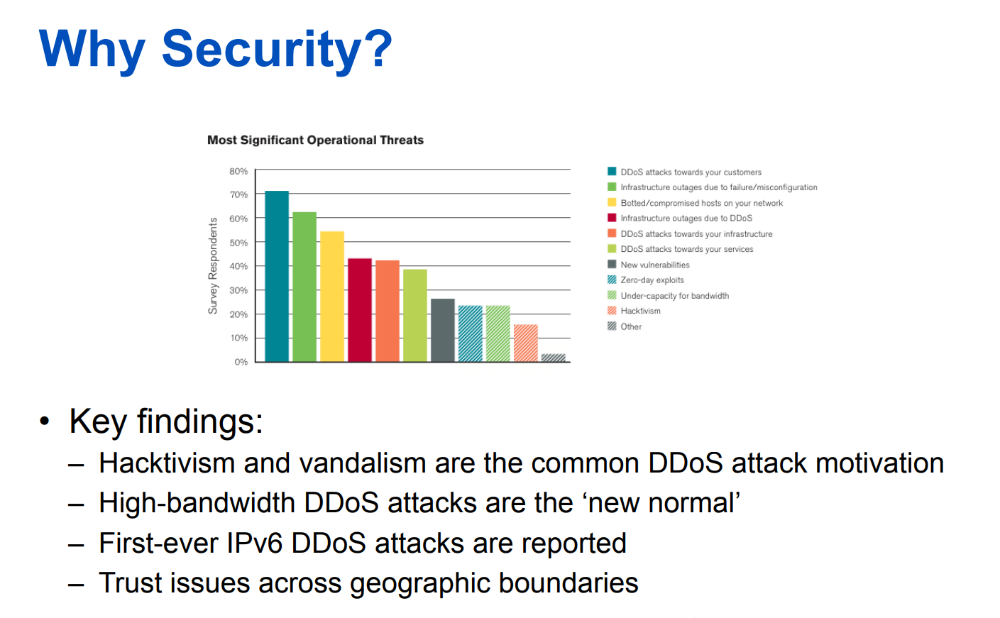 Why Security?
Most Significant Operational Threats
Survey Respondents
80%
70%
60%
50%
40%
30%
20%
10%
0%
DDoS attacks towards your customers
Infrastructure outages due to failure/misconfiguration
Botted/compromised hosts on your network
Infrastructure outages due to DDoS
DDoS attacks towards your infrastructure
DDoS attacks towards your services
New vulnerabilities
Zero-day exploits
Under-capacity for bandwidth
Hacktivism
Other
• Key findings:
– Hacktivism and vandalism are the common DDoS attack motivation
– High-bandwidth DDoS attacks are the ‘new normal’
– First-ever IPv6 DDoS attacks are reported
– Trust issues across geographic boundaries